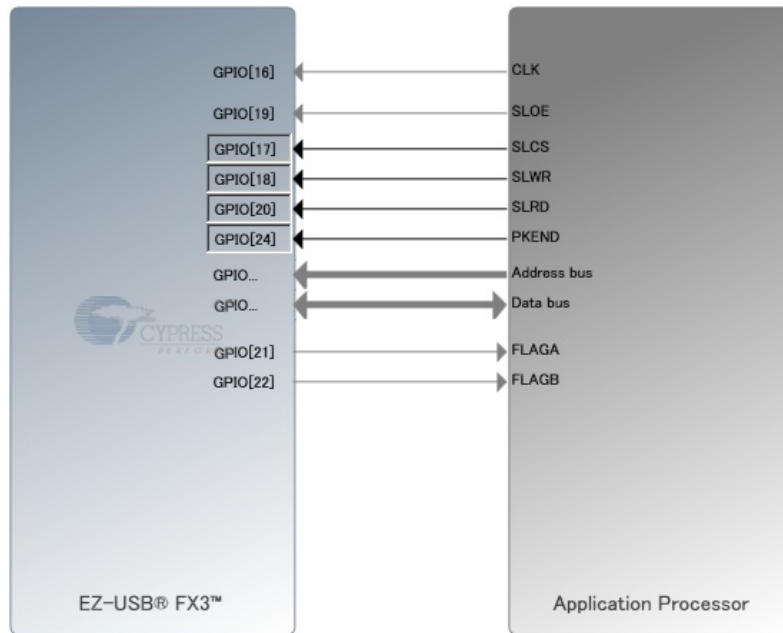 GPIO[16] CLK
GPIO[19] SLOE
GPIO[17] SLCS
GPIO[18] SLWR
GPIO[20] SLRD
GPIO[24] PKEND
GPIO... Address bus
GPIO... Data bus
CYPRESS
PERFORM
GPIO[21] FLAGA
GPIO[22] FLAGB
EZ-USB® FX3™ Application Processor